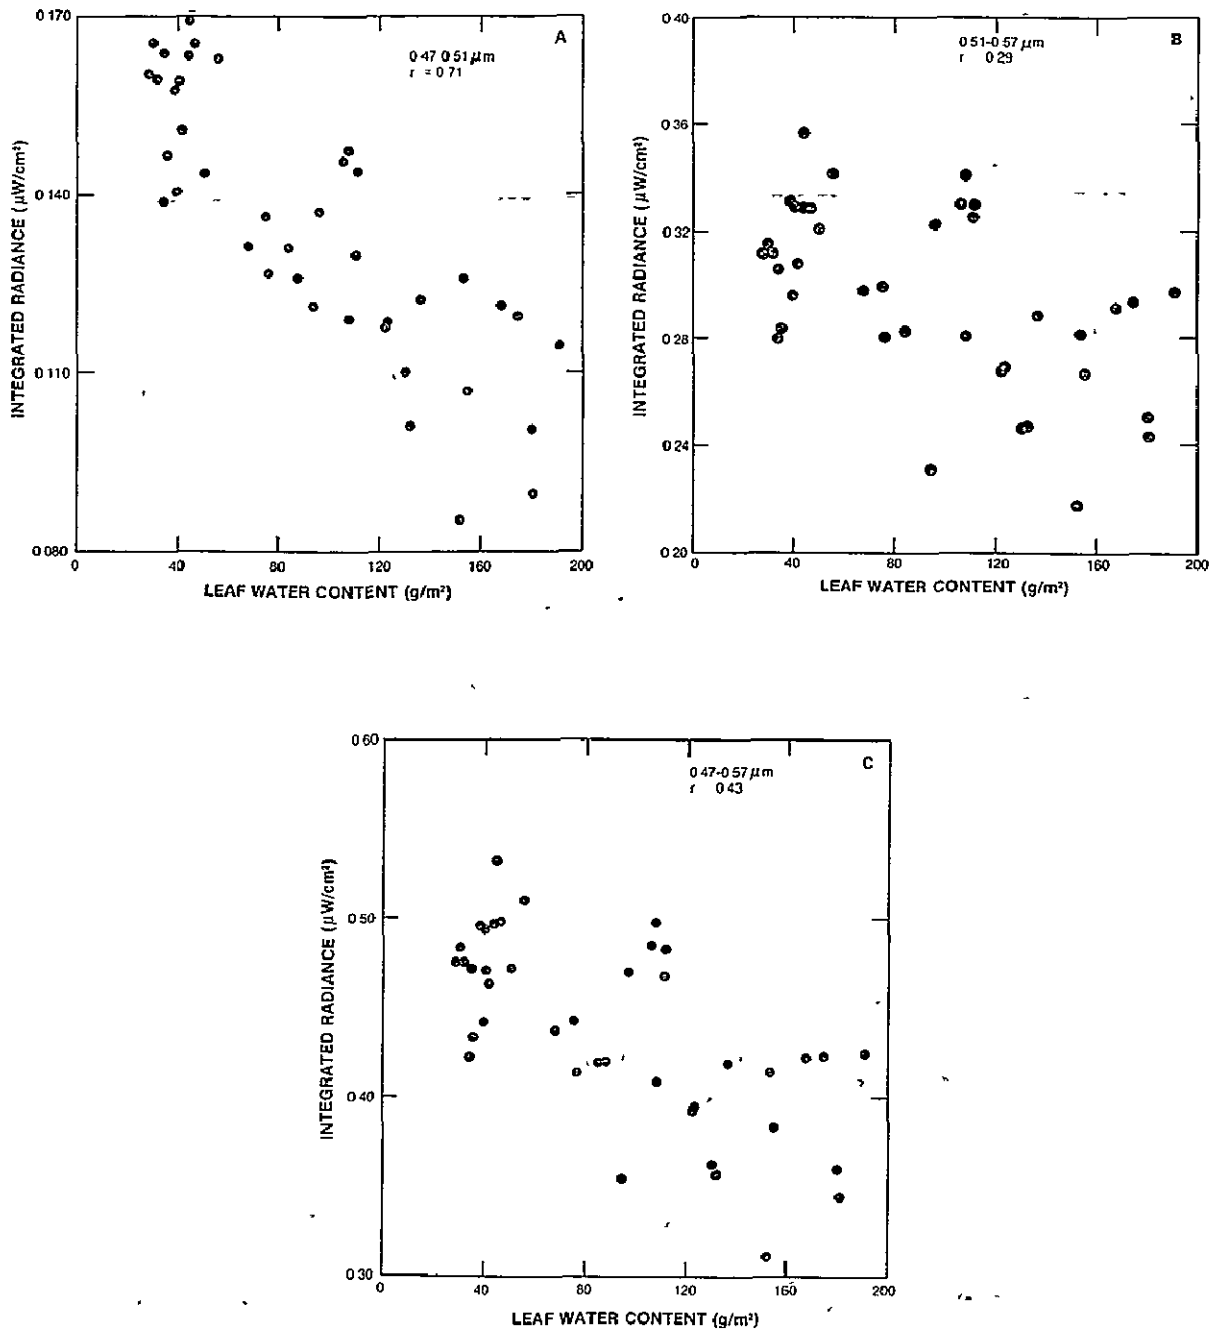 A
0.47 0.51 μm
r = 0.71
0.170
0.140
0.110
0.080
INTEGRATED RADIANCE (μW/cm²)
0 40 80 120 160 200
LEAF WATER CONTENT (g/m²)
B
0.51-0.57 μm
r 0.29
0.40
0.36
0.32
0.28
0.24
0.20
INTEGRATED RADIANCE (μW/cm²)
0 40 80 120 160 200
LEAF WATER CONTENT (g/m²)
C
0.47-0.57 μm
r 0.43
0.60
0.50
0.40
0.30
INTEGRATED RADIANCE (μW/cm²)
0 40 80 120 160 200
LEAF WATER CONTENT (g/m²)